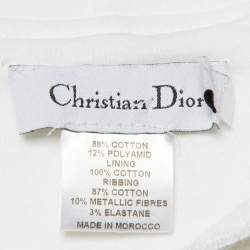 Christian Dior
88% COTTON
12% POLYAMID
LINING
100% COTTON
RIBBING
87% COTTON
10% METALLIC FIBRES
3% ELASTANE
MADE IN MOROCCO